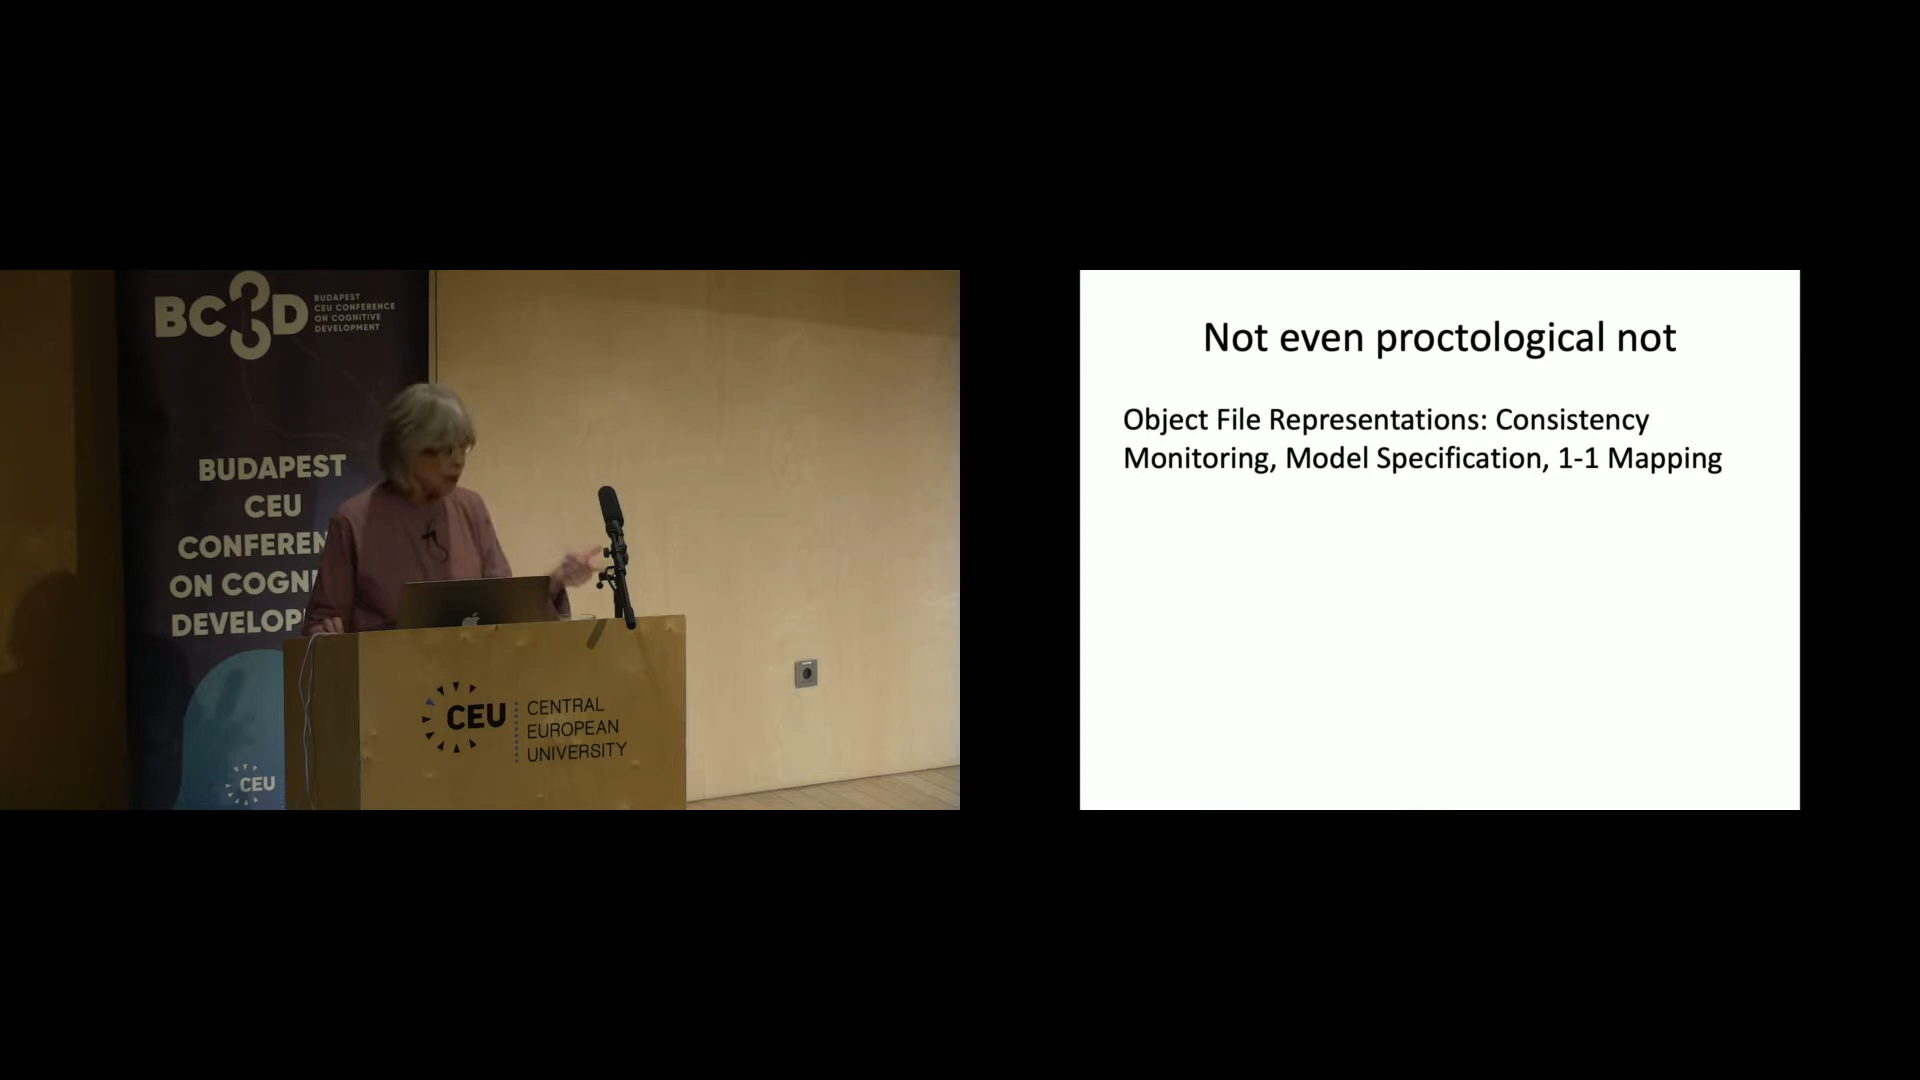 BC3D
BUDAPEST
CEU CONFERENCE
ON COGNITIVE
DEVELOPMENT
BUDAPEST
CEU
CONFEREN
ON COGNI
DEVELOP
CEU
CEU
CENTRAL
EUROPEAN
UNIVERSITY
Not even proctological not
Object File Representations: Consistency
Monitoring, Model Specification, 1-1 Mapping